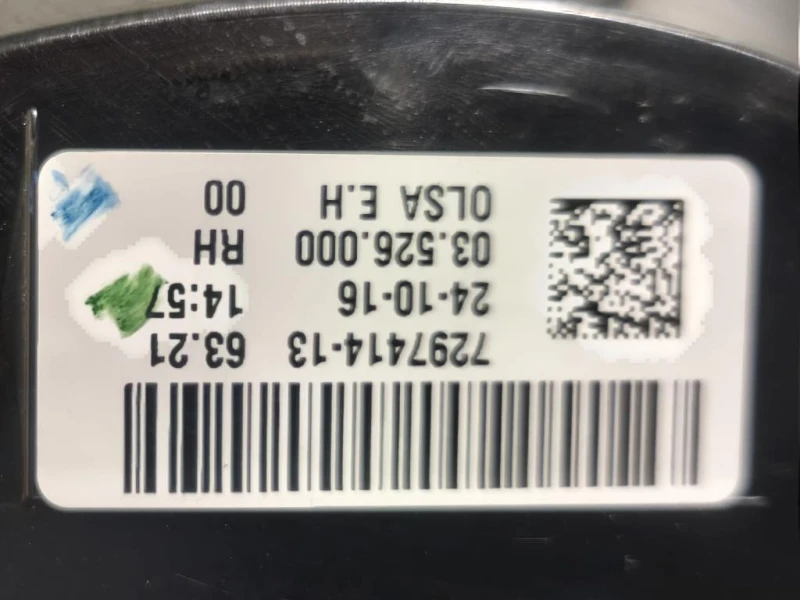 7297414-13 63.21
24-10-16 14:57
03.526.000 RH
OLSA E.H 00